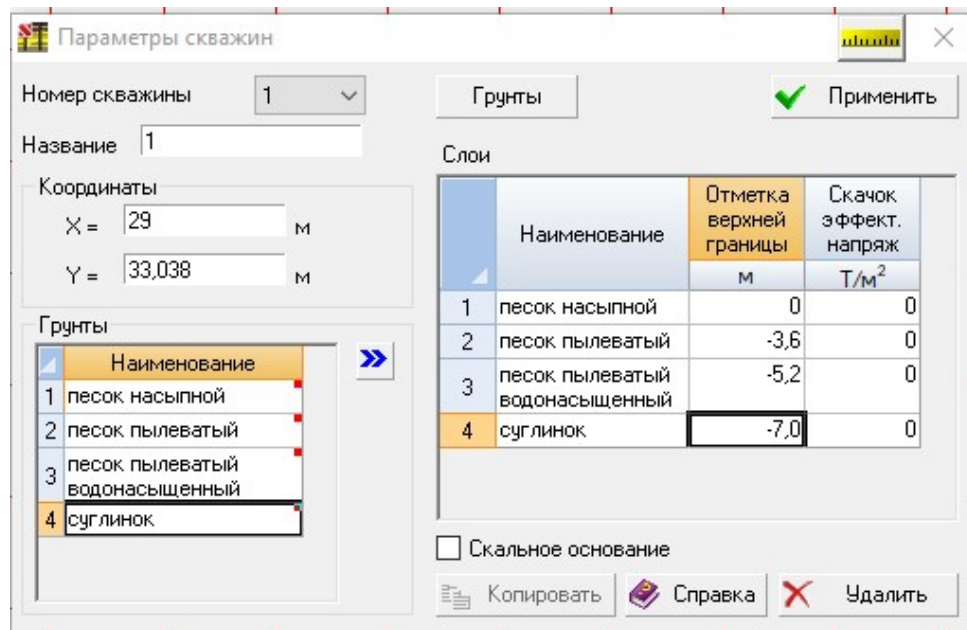 Параметры скважин
Номер скважины 1
Название 1
Координаты
X = 29 м
Y = 33,038 м
Грунты
Наименование
1 песок насыпной
2 песок пылеватый
3 песок пылеватый
водонасыщенный
4 суглинок
Грунты
Применить
Слои
Наименование Отметка верхней границы Скачок эффект. напряж
м Т/м²
1 песок насыпной 0 0
2 песок пылеватый -3,6 0
3 песок пылеватый водонасыщенный -5,2 0
4 суглинок -7,0 0
Скальное основание
Копировать Справка Удалить